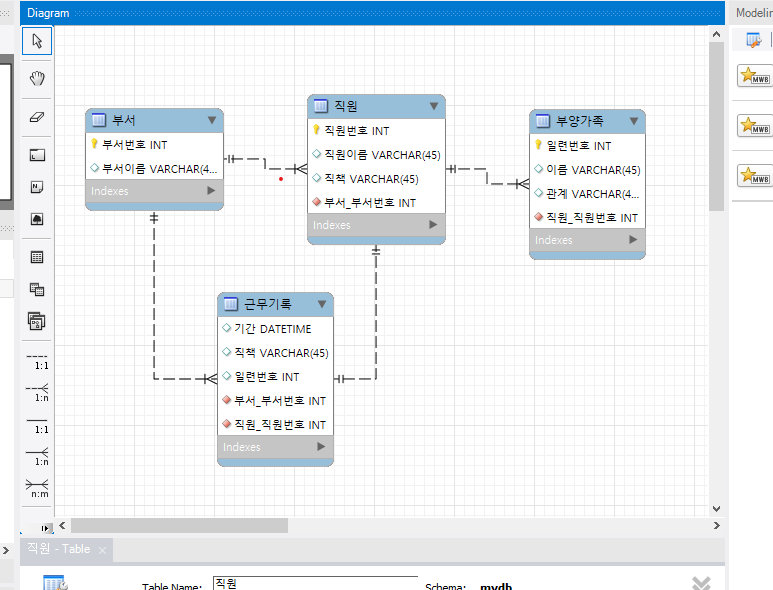 Diagram
Modelin
부서
부서번호 INT
부서이름 VARCHAR(4...
Indexes
직원
직원번호 INT
직원이름 VARCHAR(45)
직책 VARCHAR(45)
부서_부서번호 INT
Indexes
부양가족
일련번호 INT
이름 VARCHAR(45)
관계 VARCHAR(4...
직원_직원번호 INT
Indexes
근무기록
기간 DATETIME
직책 VARCHAR(45)
일련번호 INT
부서_부서번호 INT
직원_직원번호 INT
Indexes
1:1
1:n
1:1
1:n
n:m
MWB
MWB
MWB
직원 - Table
Table Name:
직원
Schema:
mydb